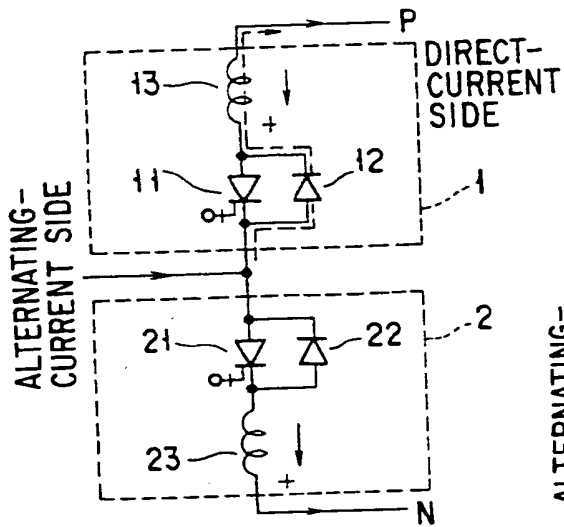 P
DIRECT-
CURRENT
SIDE
13
+
11
12
1
ALTERNATING-
CURRENT SIDE
21
22
2
23
+
N
ALTERNATING-